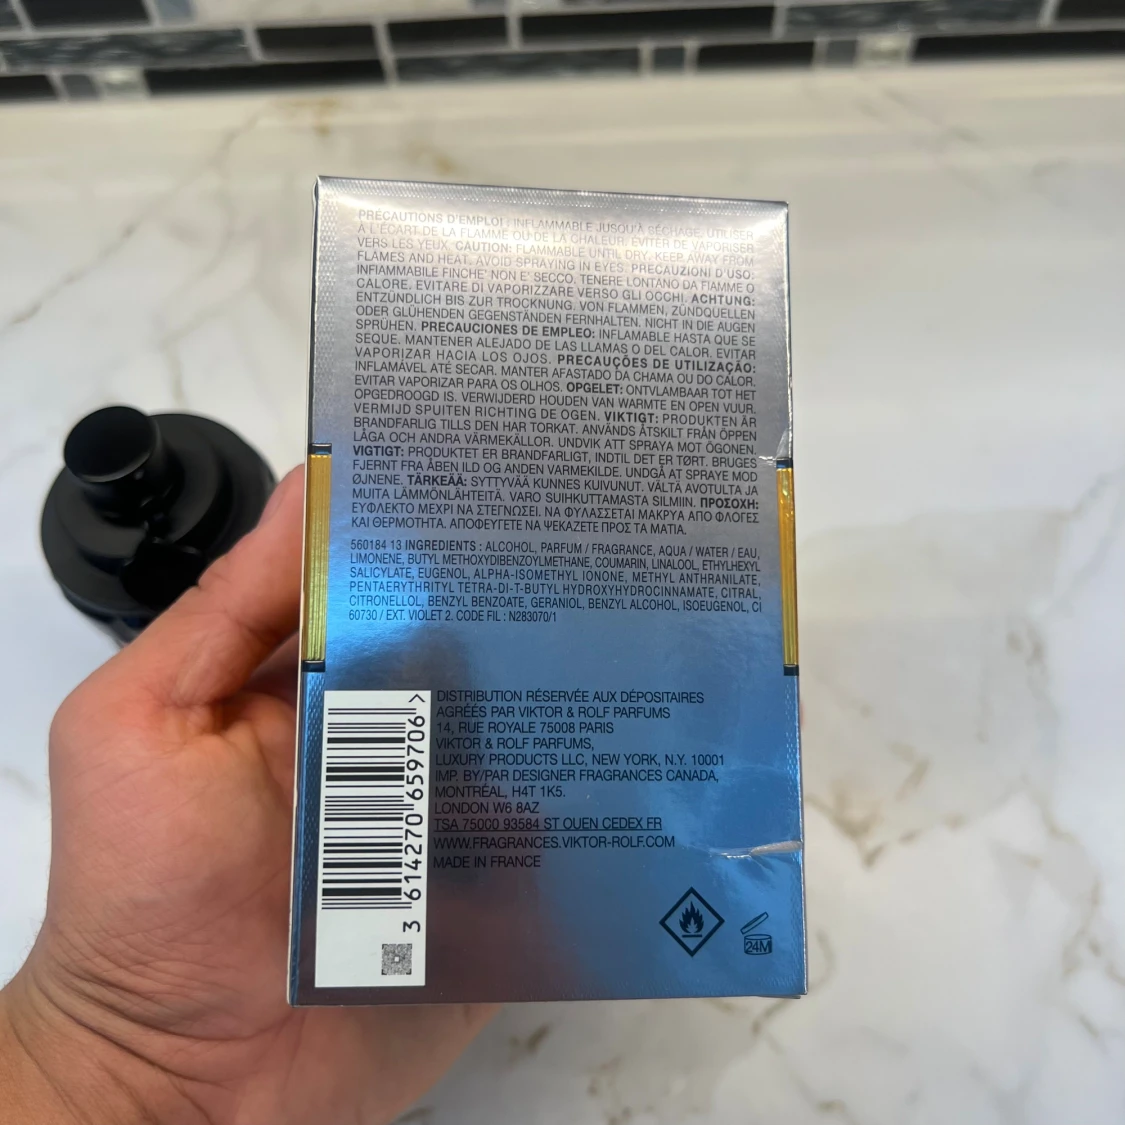 PRÉCAUTIONS D'EMPLOI : INFLAMMABLE JUSQU'À SÉCHAGE. UTILISER
A L'ÉCART DE LA FLAMME OU DE LA CHALEUR. ÉVITER DE VAPORISER
VERS LES YEUX. CAUTION: FLAMMABLE UNTIL DRY. KEEP AWAY FROM
FLAMES AND HEAT. AVOID SPRAYING IN EYES. PRECAUZIONI D'USO:
INFIAMMABILE FINCHE' NON E' SECCO. TENERE LONTANO DA FIAMME O
CALORE. EVITARE DI VAPORIZZARE VERSO GLI OCCHI. ACHTUNG:
ENTZÜNDLICH BIS ZUR TROCKNUNG. VON FLAMMEN, ZÜNDQUELLEN
ODER GLÜHENDEN GEGENSTÄNDEN FERNHALTEN. NICHT IN DIE AUGEN
SPRÜHEN. PRECAUCIONES DE EMPLEO: INFLAMABLE HASTA QUE SE
SEQUE. MANTENER ALEJADO DE LAS LLAMAS O DEL CALOR. EVITAR
VAPORIZAR HACIA LOS OJOS. PRECAUÇÕES DE UTILIZAÇÃO:
INFLAMÁVEL ATÉ SECAR. MANTER AFASTADO DA CHAMA OU DO CALOR.
EVITAR VAPORIZAR PARA OS OLHOS. OPGELET: ONTVLAMBAAR TOT HET
OPGEDROOGD IS. VERWIJDERD HOUDEN VAN WARMTE EN OPEN VUUR.
VERMIJD SPUITEN RICHTING DE OGEN. VIKTIGT: PRODUKTEN ÄR
BRANDFARLIG TILLS DEN HAR TORKAT. ANVÄNDS ÅTSKILT FRÅN ÖPPEN
LÅGA OCH ANDRA VÄRMEKÄLLOR. UNDVIK ATT SPRAYA MOT ÖGONEN.
VIGTIGT: PRODUKTET ER BRANDFARLIGT, INDTIL DET ER TØRT. BRUGES
FJERNT FRA ÅBEN ILD OG ANDEN VARMEKILDE. UNDGÅ AT SPRAYE MOD
ØJNENE. TÄRKEÄÄ: SYTTYVÄÄ KUNNES KUIVUNUT. VÄLTÄ AVOTULTA JA
MUITA LÄMMÖNLÄHTEITÄ. VARO SUIHKUTTAMASTA SILMIIN. ΠΡΟΣΟΧΗ:
ΕΥΦΛΕΚΤΟ ΜΕΧΡΙ ΝΑ ΣΤΕΓΝΩΣΕΙ. ΝΑ ΦΥΛΑΣΣΕΤΑΙ ΜΑΚΡΥΑ ΑΠΟ ΦΛΟΓΕΣ
ΚΑΙ ΘΕΡΜΟΤΗΤΑ. ΑΠΟΦΕΥΓΕΤΕ ΝΑ ΨΕΚΑΖΕΤΕ ΠΡΟΣ ΤΑ ΜΑΤΙΑ.
560184 13 INGREDIENTS : ALCOHOL, PARFUM / FRAGRANCE, AQUA / WATER / EAU,
LIMONENE, BUTYL METHOXYDIBENZOYLMETHANE, COUMARIN, LINALOOL, ETHYLHEXYL
SALICYLATE, EUGENOL, ALPHA-ISOMETHYL IONONE, METHYL ANTHRANILATE,
PENTAERYTHRITYL TETRA-DI-T-BUTYL HYDROXYHYDROCINNAMATE, CITRAL,
CITRONELLOL, BENZYL BENZOATE, GERANIOL, BENZYL ALCOHOL, ISOEUGENOL, CI
60730 / EXT. VIOLET 2. CODE FIL : N283070/1
DISTRIBUTION RÉSERVÉE AUX DÉPOSITAIRES
AGRÉÉS PAR VIKTOR & ROLF PARFUMS
14, RUE ROYALE 75008 PARIS
VIKTOR & ROLF PARFUMS,
LUXURY PRODUCTS LLC, NEW YORK, N.Y. 10001
IMP. BY/PAR DESIGNER FRAGRANCES CANADA,
MONTRÉAL, H4T 1K5.
LONDON W6 8AZ
TSA 75000 93584 ST OUEN CEDEX FR
WWW.FRAGRANCES.VIKTOR-ROLF.COM
MADE IN FRANCE
3 614270 659706 >
24M